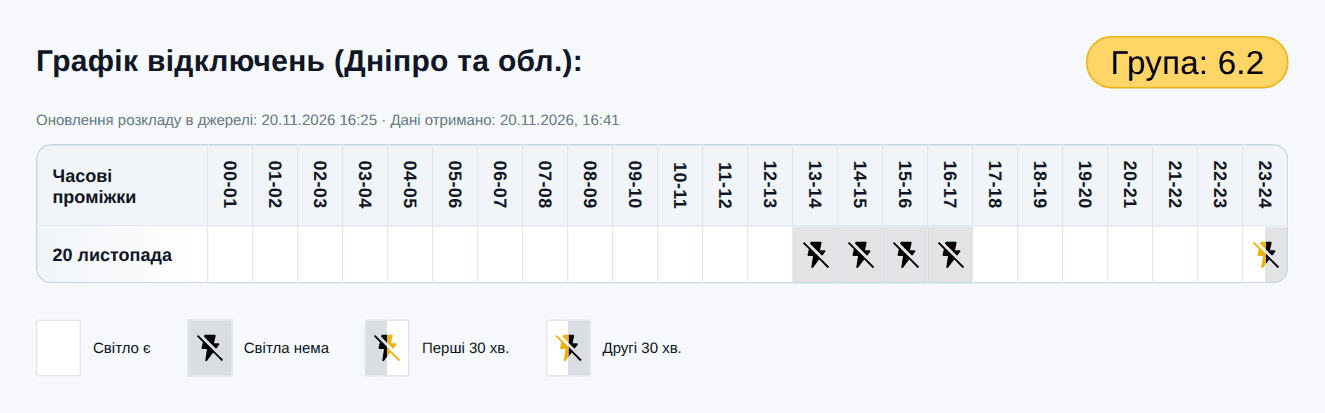 Графік відключень (Дніпро та обл.):
Група: 6.2
Оновлення розкладу в джерелі: 20.11.2026 16:25 · Дані отримано: 20.11.2026, 16:41
Часові
проміжки
00-01
01-02
02-03
03-04
04-05
05-06
06-07
07-08
08-09
09-10
10-11
11-12
12-13
13-14
14-15
15-16
16-17
17-18
18-19
19-20
20-21
21-22
22-23
23-24
20 листопада
Світло є
Світла нема
Перші 30 хв.
Другі 30 хв.